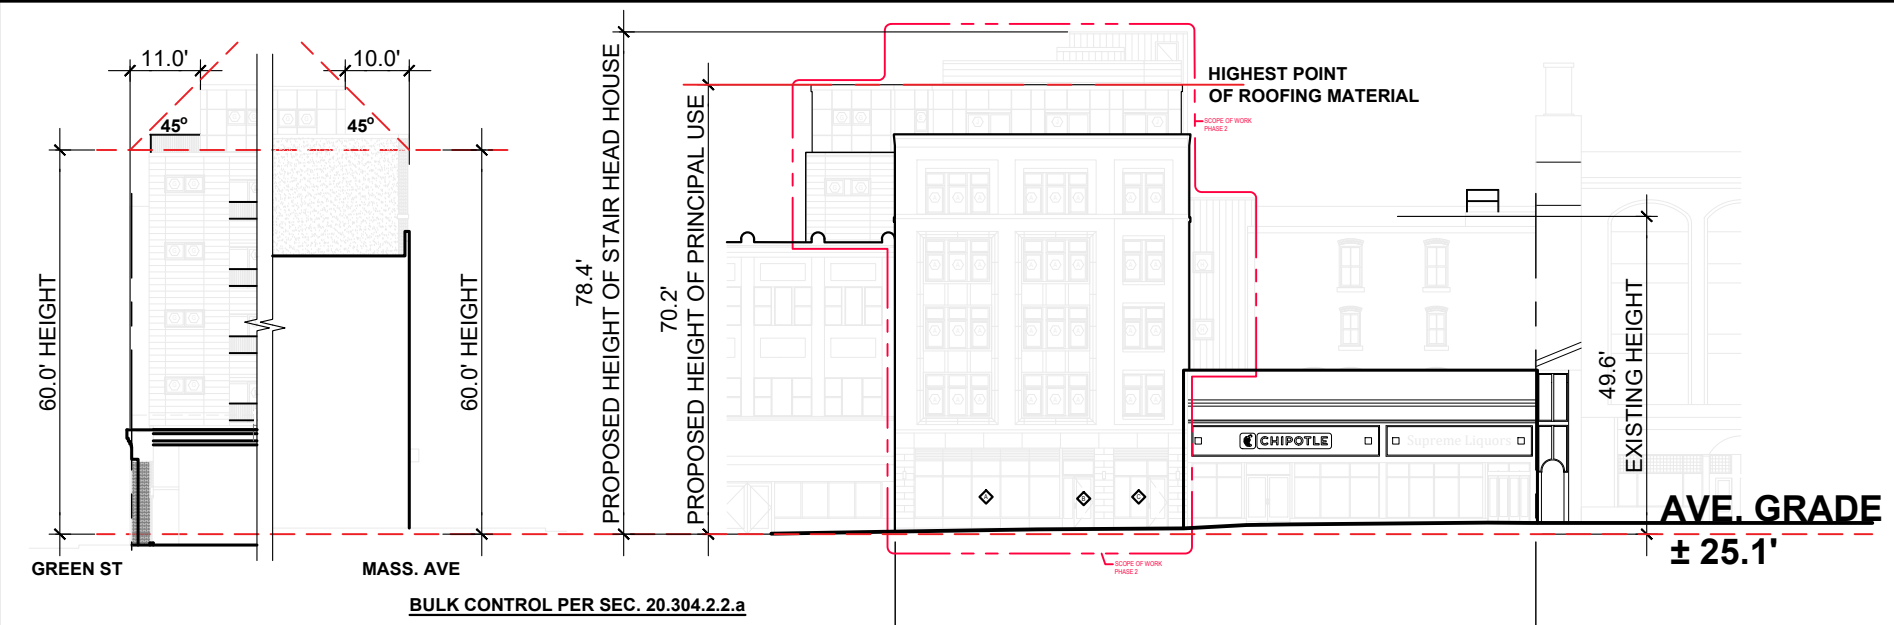 11.0'
10.0'
45°
45°
60.0' HEIGHT
60.0' HEIGHT
GREEN ST
MASS. AVE
BULK CONTROL PER SEC. 20.304.2.2.a
78.4'
PROPOSED HEIGHT OF STAIR HEAD HOUSE
70.2'
PROPOSED HEIGHT OF PRINCIPAL USE
HIGHEST POINT
OF ROOFING MATERIAL
SCOPE OF WORK
PHASE 2
CHIPOTLE
Supreme Liquors
49.6'
EXISTING HEIGHT
AVE. GRADE
± 25.1'
SCOPE OF WORK
PHASE 2